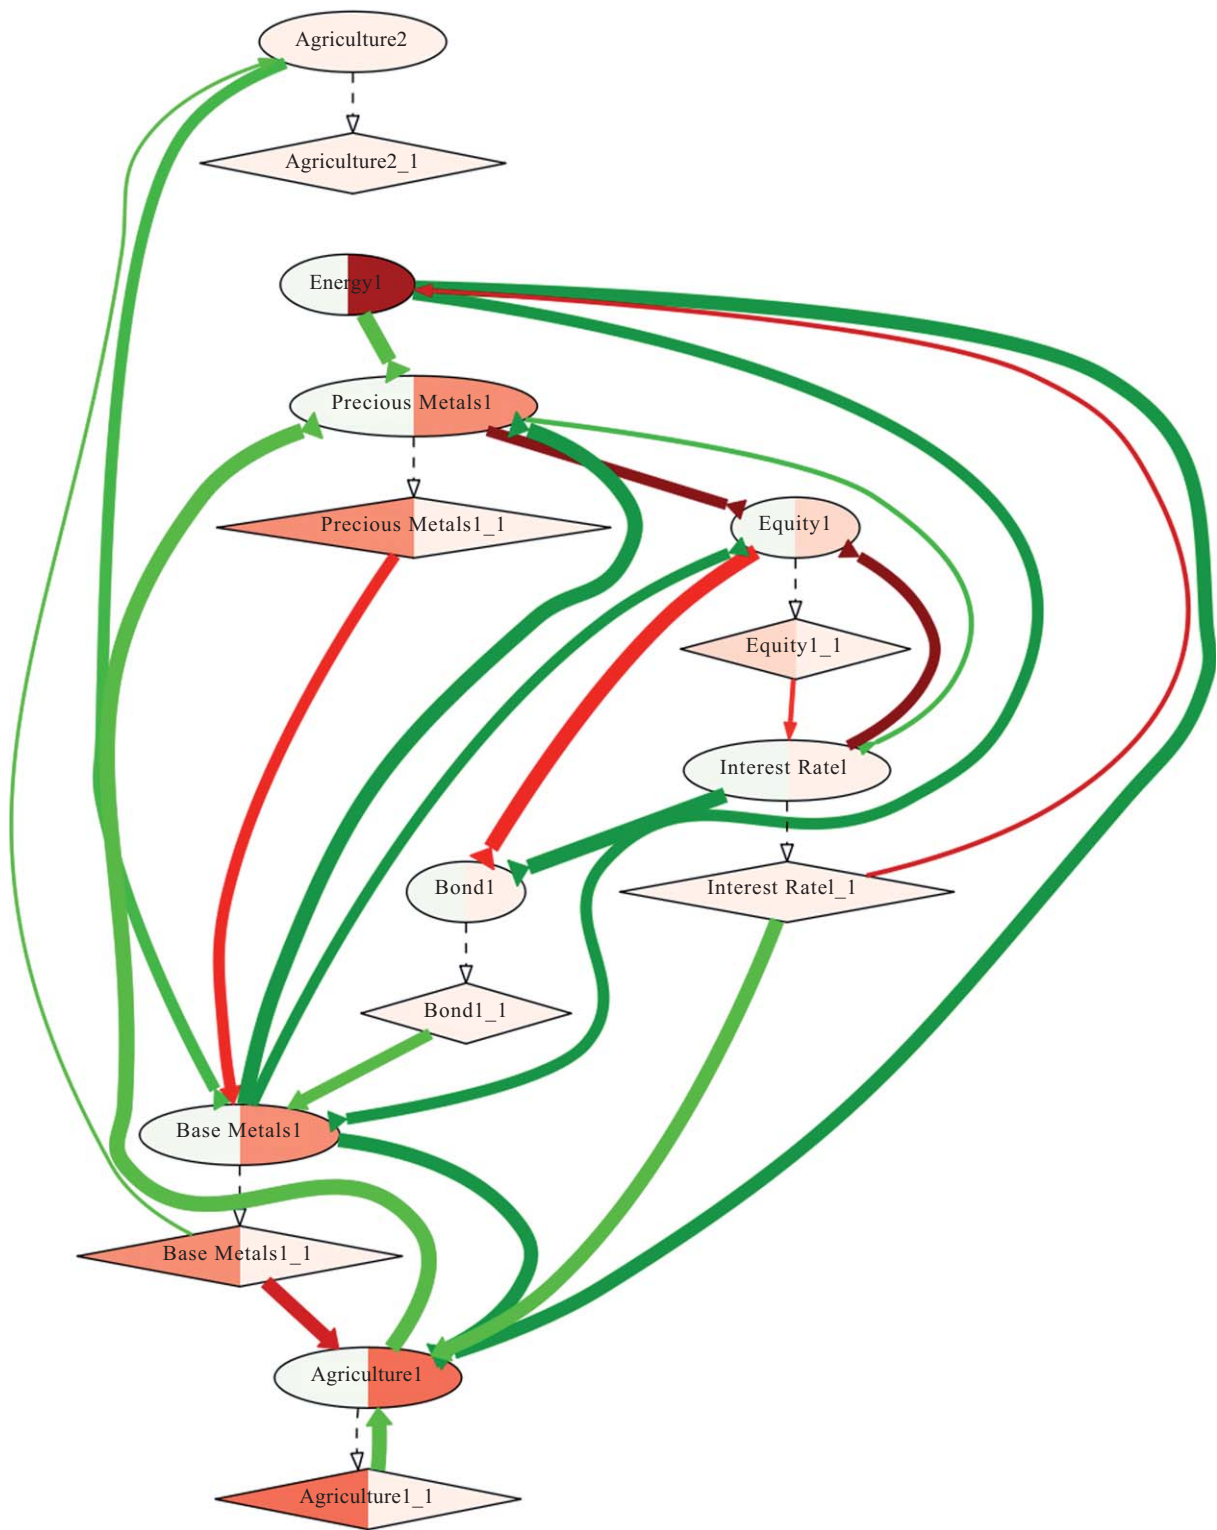 Agriculture2
Agriculture2_1
Energy1
Precious Metals1
Precious Metals1_1
Equity1
Equity1_1
Interest Ratel
Bond1
Interest Ratel_1
Bond1_1
Base Metals1
Base Metals1_1
Agriculture1
Agriculture1_1